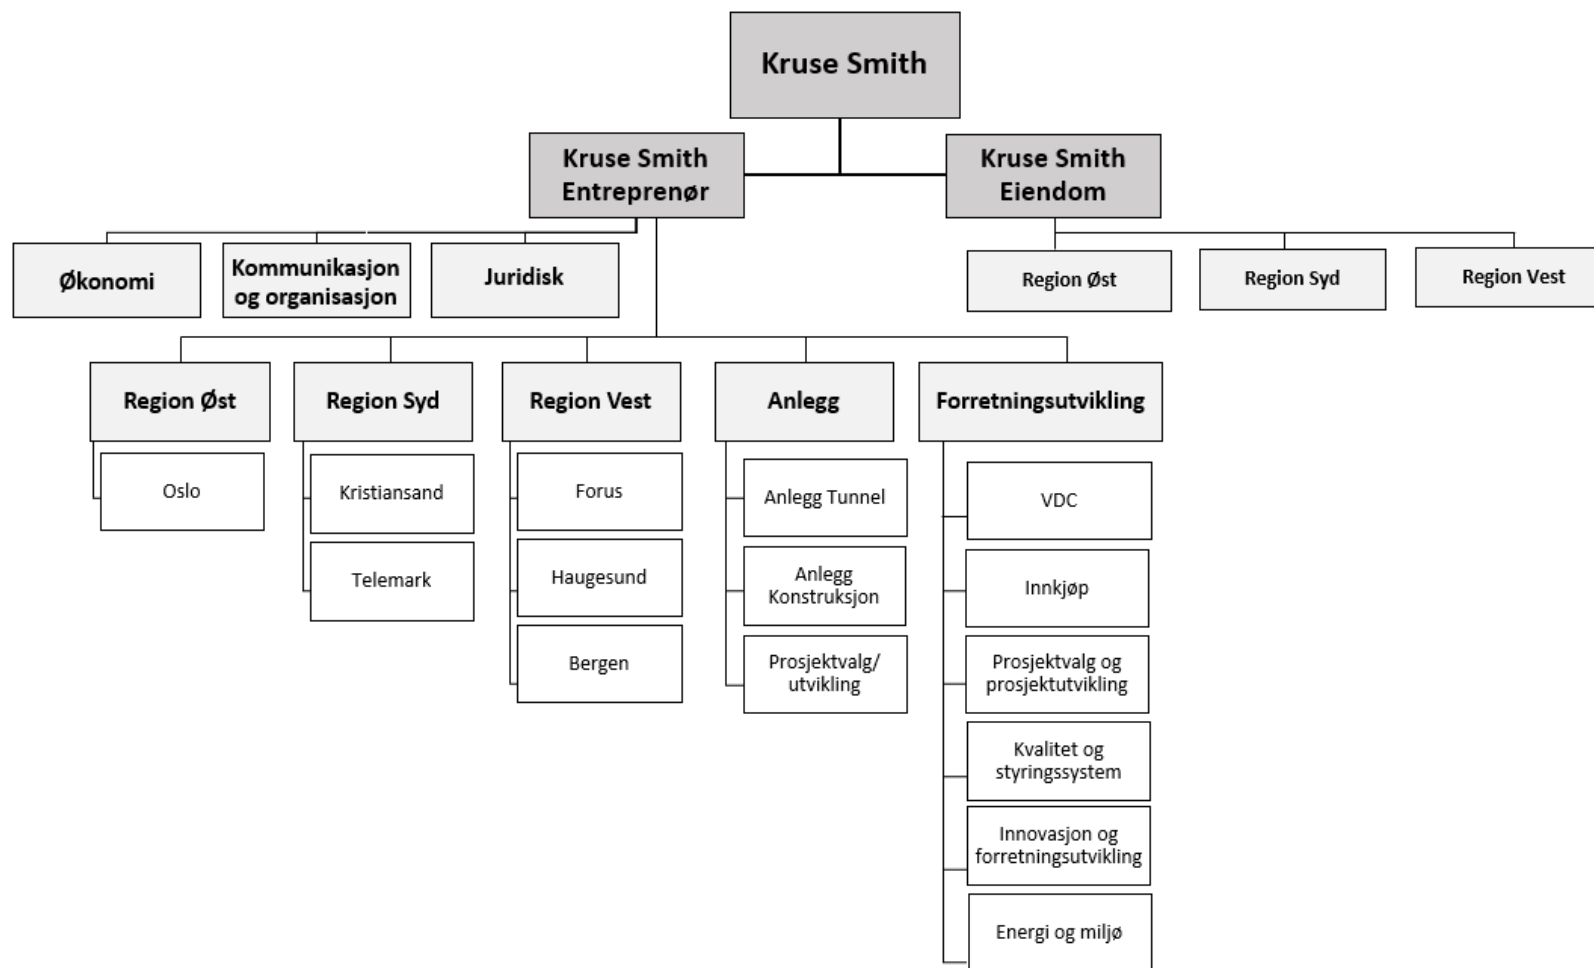 Kruse Smith
Kruse Smith
Entreprenør
Kruse Smith
Eiendom
Økonomi
Kommunikasjon
og organisasjon
Juridisk
Region Øst
Region Syd
Region Vest
Region Øst
Region Syd
Region Vest
Anlegg
Forretningsutvikling
Oslo
Kristiansand
Telemark
Forus
Haugesund
Bergen
Anlegg Tunnel
Anlegg
Konstruksjon
Prosjektvalg/
utvikling
VDC
Innkjøp
Prosjektvalg og
prosjektutvikling
Kvalitet og
styringssystem
Innovasjon og
forretningsutvikling
Energi og miljø